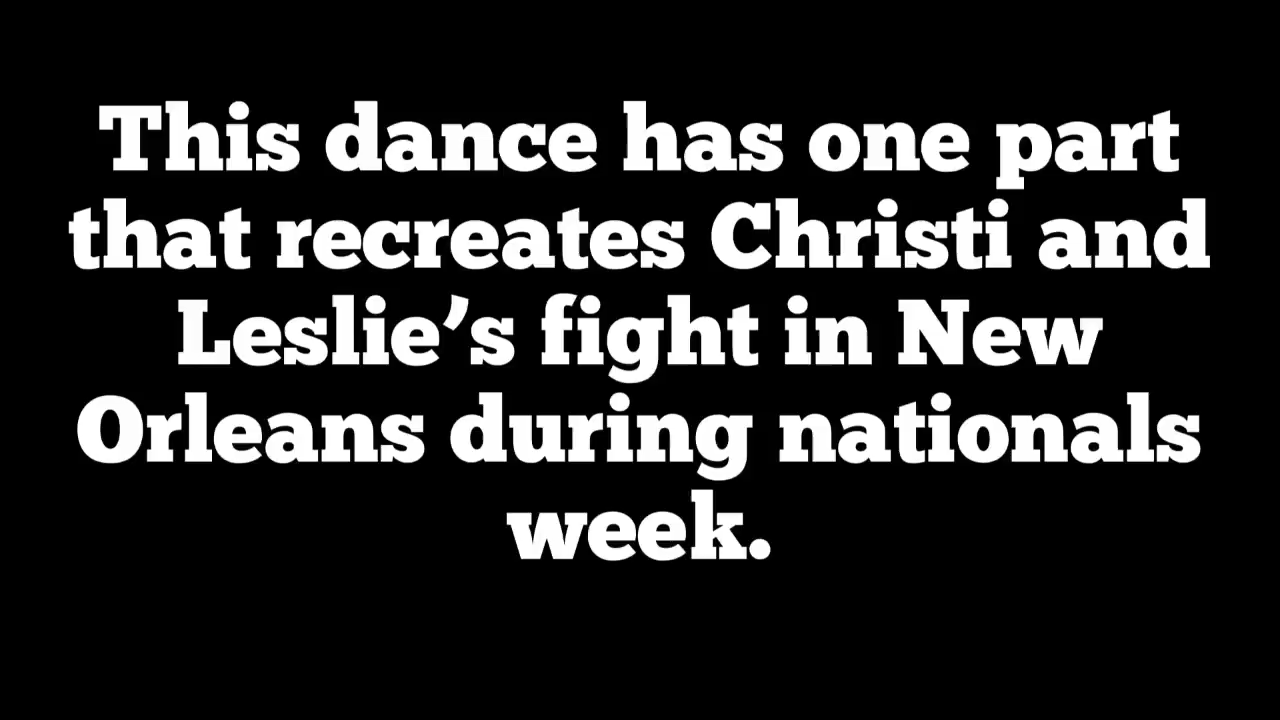 This dance has one part
that recreates Christi and
Leslie’s fight in New
Orleans during nationals
week.